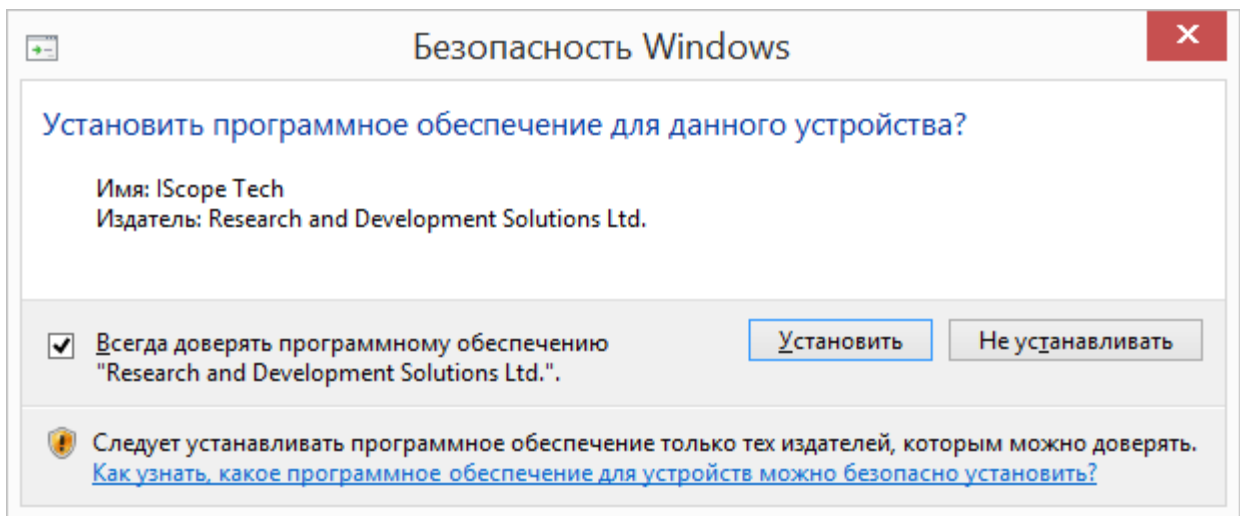 Безопасность Windows
Установить программное обеспечение для данного устройства?
Имя: IScope Tech
Издатель: Research and Development Solutions Ltd.
Всегда доверять программному обеспечению
"Research and Development Solutions Ltd.".
Установить
Не устанавливать
Следует устанавливать программное обеспечение только тех издателей, которым можно доверять.
Как узнать, какое программное обеспечение для устройств можно безопасно установить?